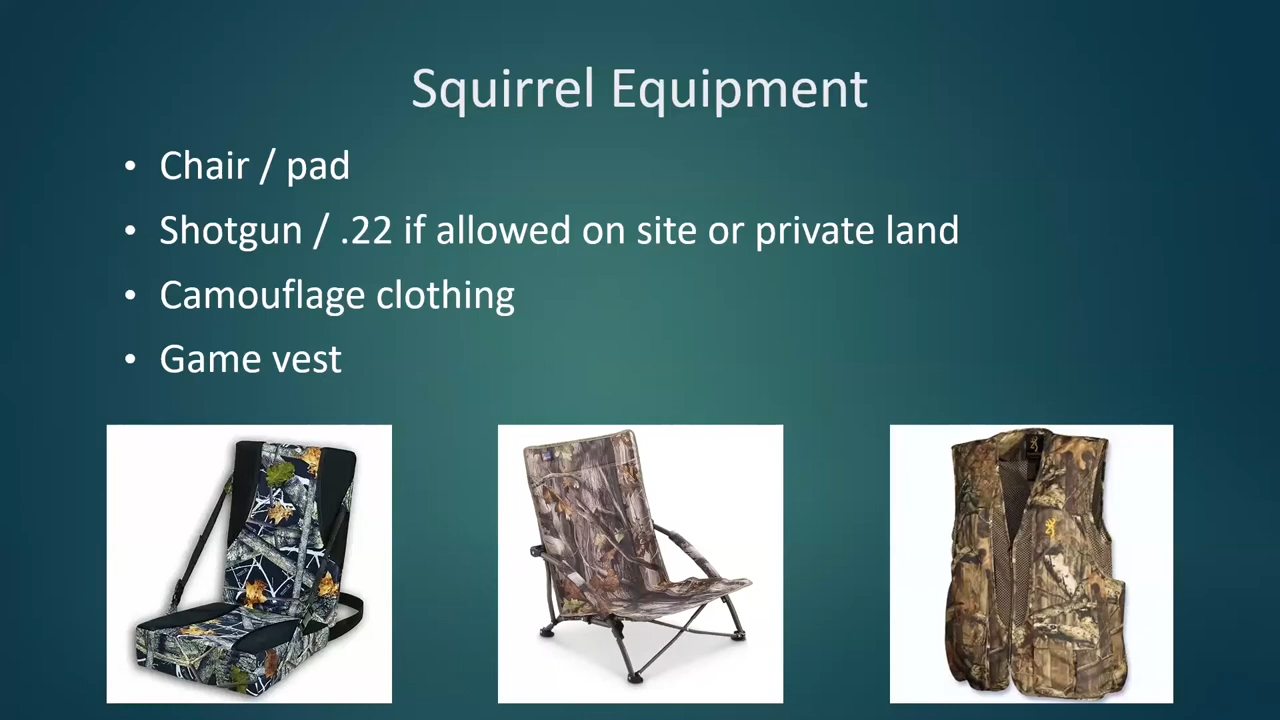 Squirrel Equipment
• Chair / pad
• Shotgun / .22 if allowed on site or private land
• Camouflage clothing
• Game vest